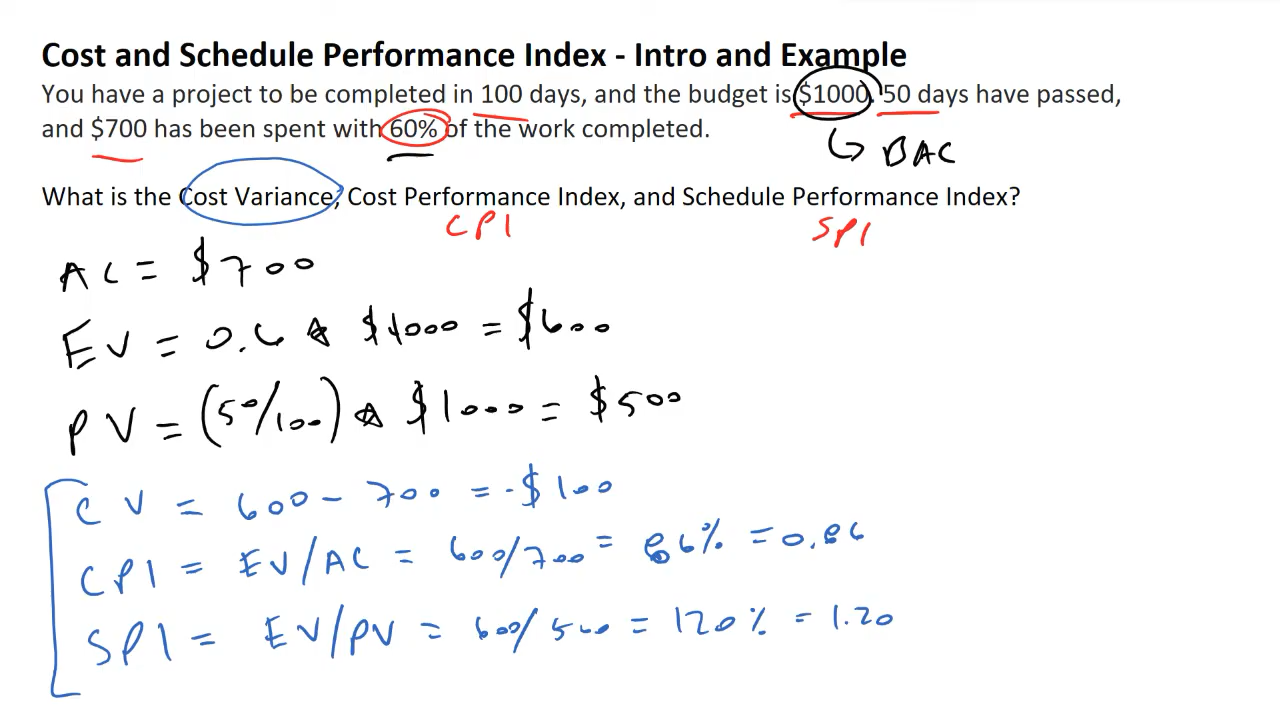 Cost and Schedule Performance Index - Intro and Example
You have a project to be completed in 100 days, and the budget is $1000. 50 days have passed,
and $700 has been spent with 60% of the work completed.
BAC
What is the Cost Variance, Cost Performance Index, and Schedule Performance Index?
CPI SPI
AC = $700
EV = 0.6 * $1000 = $600
PV = (50/100) * $1000 = $500
CV = 600 - 700 = -$100
CPI = EV/AC = 600/700 = 86% = 0.86
SPI = EV/PV = 600/500 = 120% = 1.20